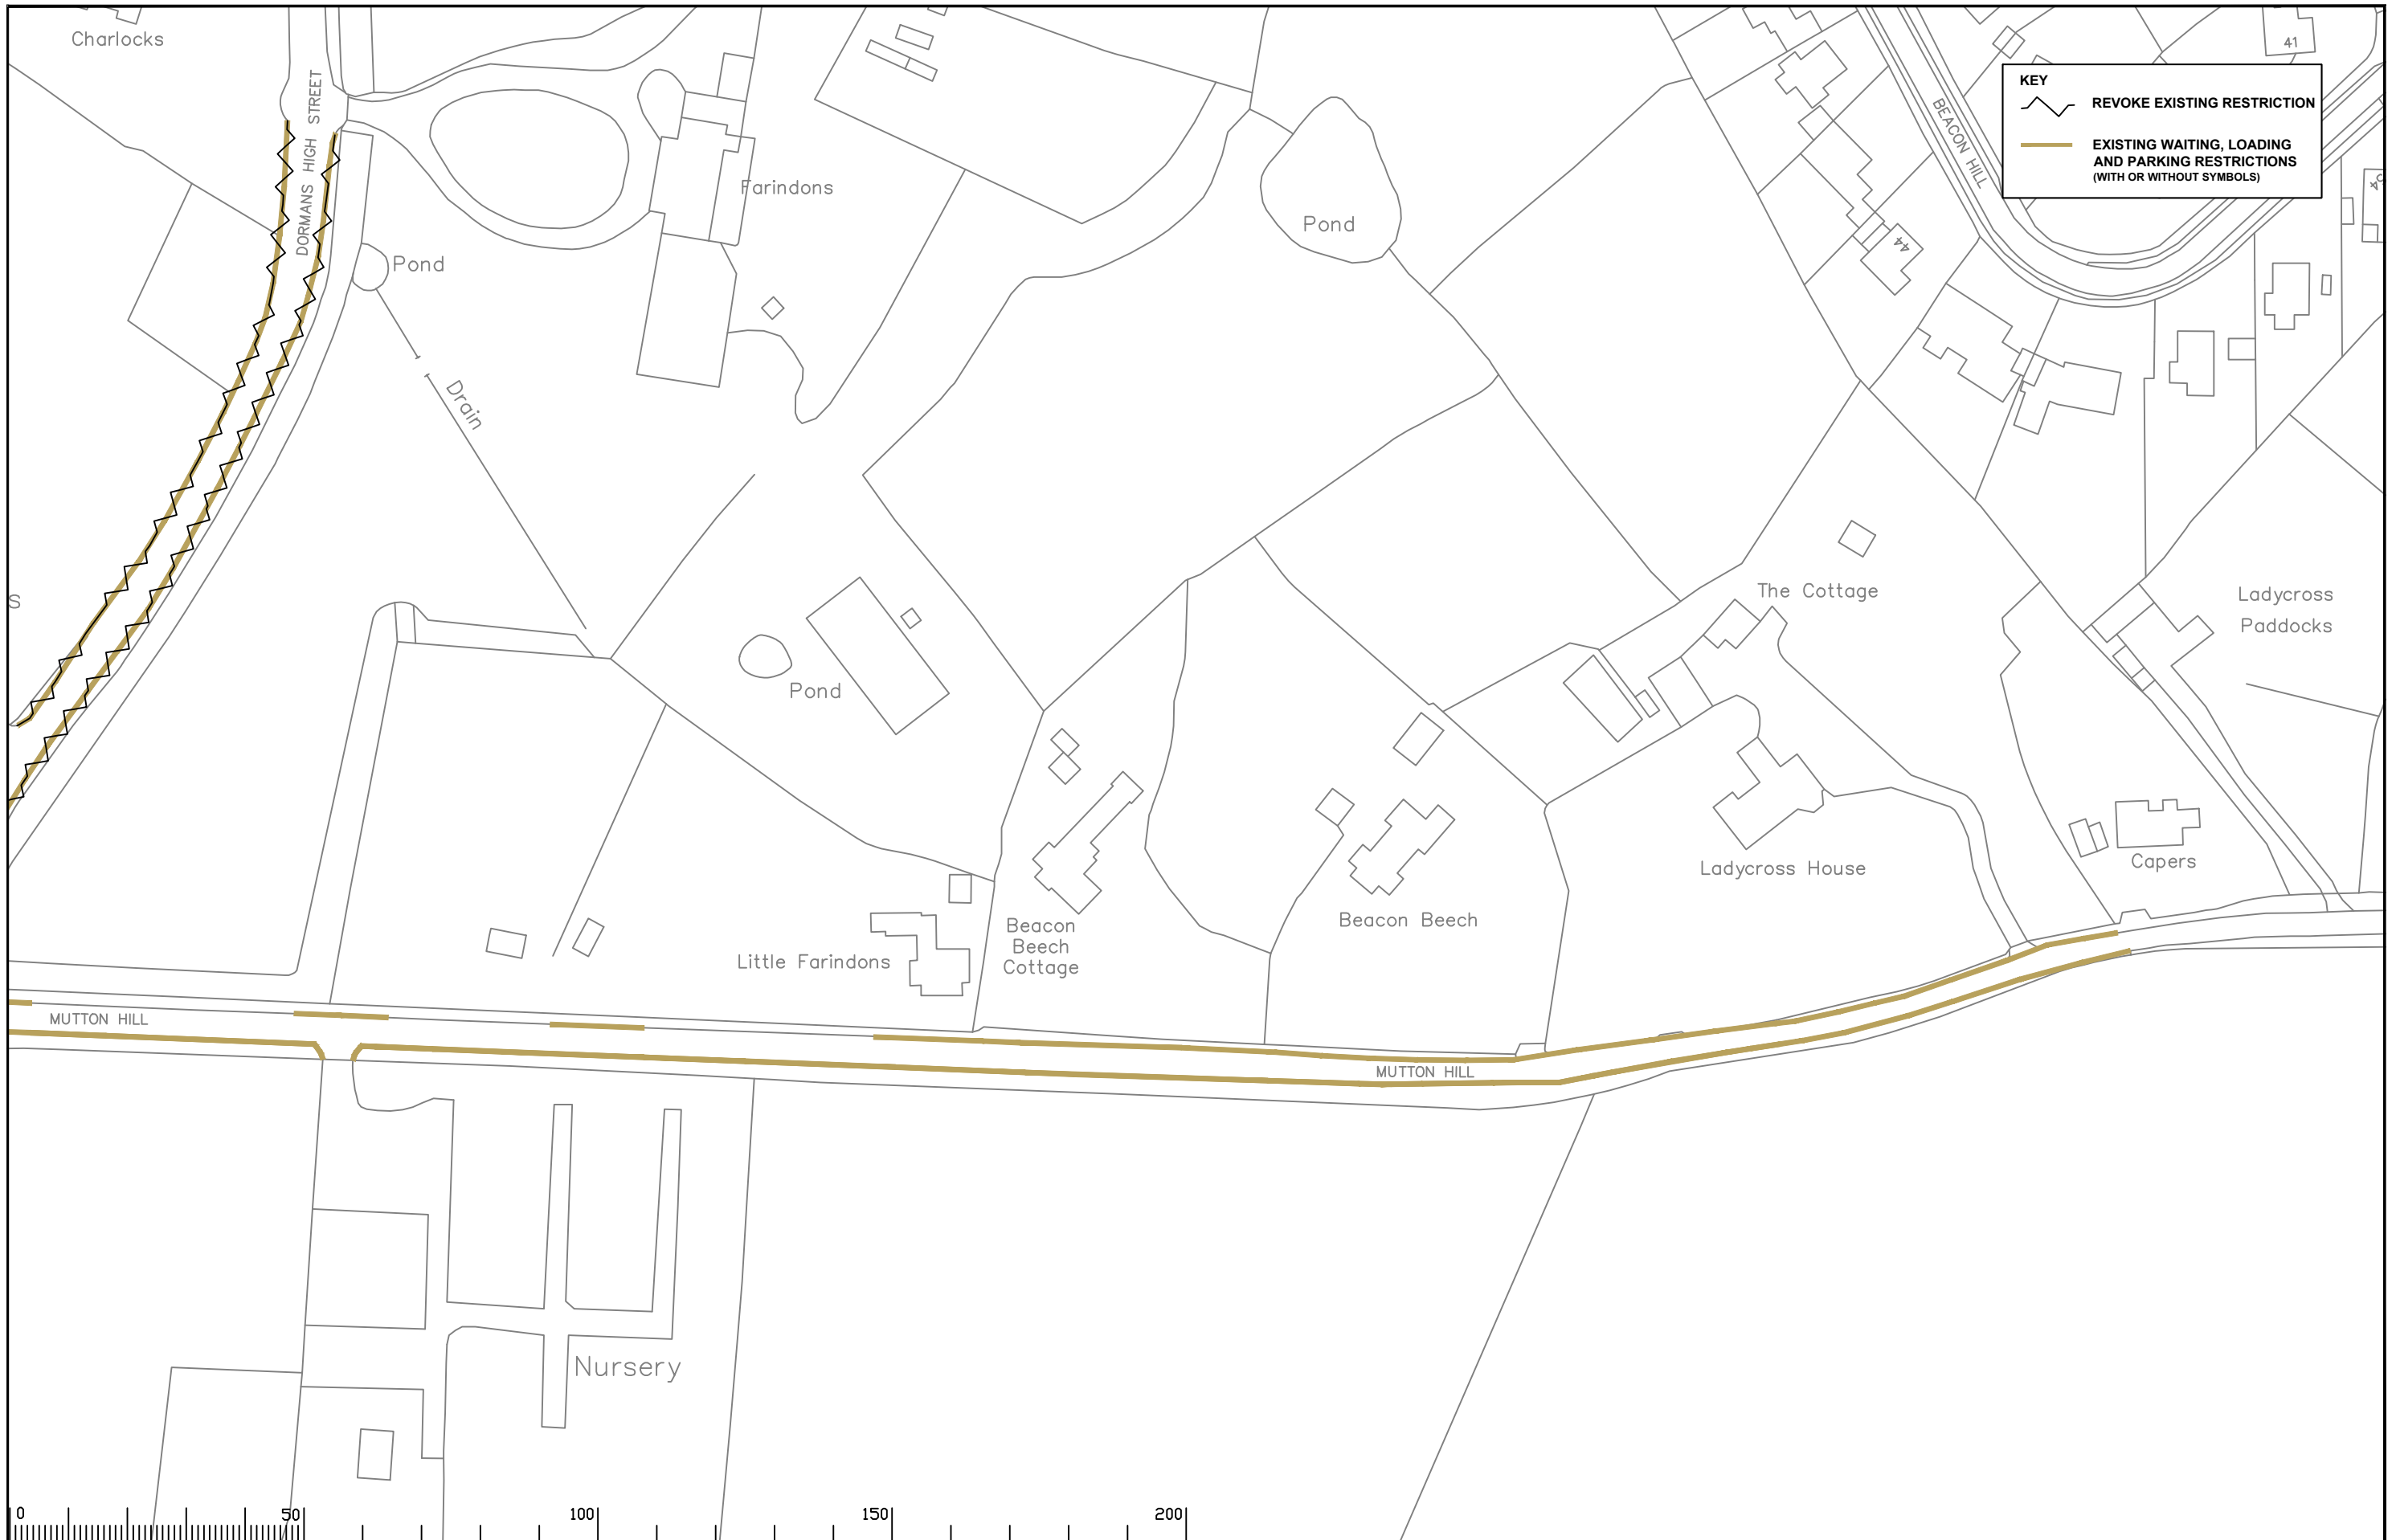 Charlocks
DORMANS HIGH STREET
Farindons
Pond
Drain
Pond
BEACON HILL
41
44
KEY
REVOKE EXISTING RESTRICTION
EXISTING WAITING, LOADING
AND PARKING RESTRICTIONS
(WITH OR WITHOUT SYMBOLS)
s
Pond
The Cottage
Ladycross
Paddocks
Ladycross House
Capers
Beacon
Beech
Cottage
Beacon Beech
Little Farindons
MUTTON HILL
MUTTON HILL
Nursery
0 50 100 150 200